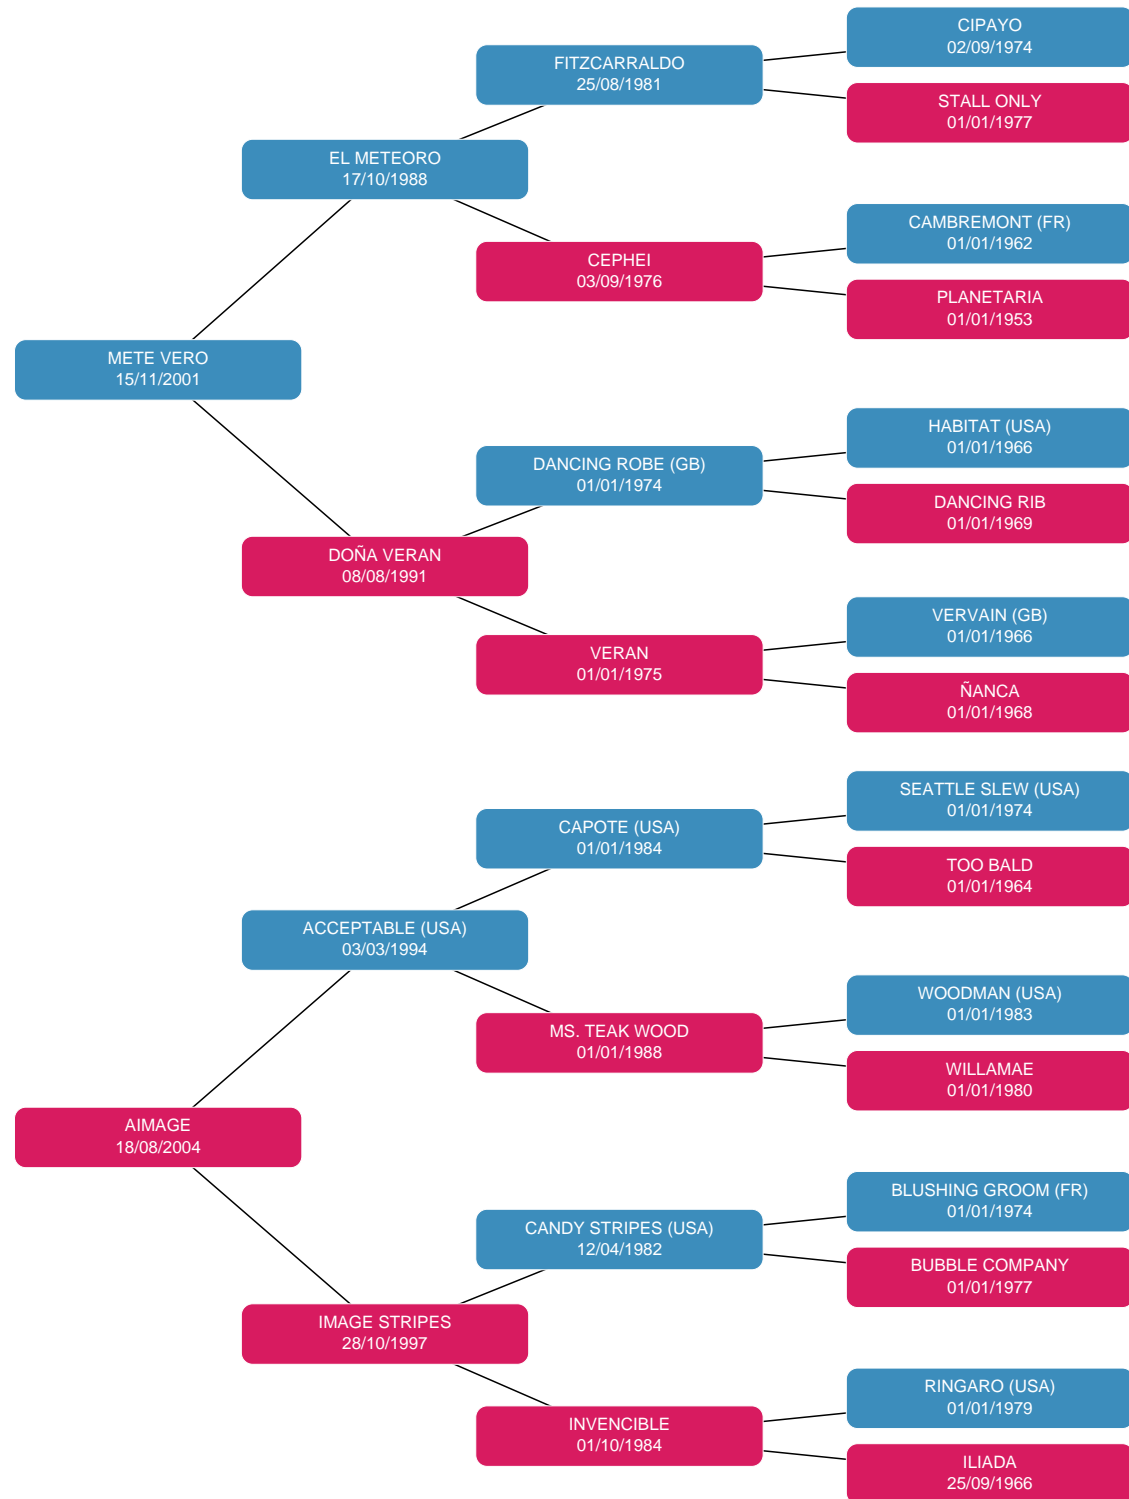 CIPAYO
02/09/1974
FITZCARRALDO
25/08/1981
STALL ONLY
01/01/1977
EL METEORO
17/10/1988
CAMBREMONT (FR)
01/01/1962
CEPHEI
03/09/1976
PLANETARIA
01/01/1953
METE VERO
15/11/2001
HABITAT (USA)
01/01/1966
DANCING ROBE (GB)
01/01/1974
DANCING RIB
01/01/1969
DOÑA VERAN
08/08/1991
VERVAIN (GB)
01/01/1966
VERAN
01/01/1975
ÑANCA
01/01/1968
SEATTLE SLEW (USA)
01/01/1974
CAPOTE (USA)
01/01/1984
TOO BALD
01/01/1964
ACCEPTABLE (USA)
03/03/1994
WOODMAN (USA)
01/01/1983
MS. TEAK WOOD
01/01/1988
WILLAMAE
01/01/1980
AIMAGE
18/08/2004
BLUSHING GROOM (FR)
01/01/1974
CANDY STRIPES (USA)
12/04/1982
BUBBLE COMPANY
01/01/1977
IMAGE STRIPES
28/10/1997
RINGARO (USA)
01/01/1979
INVENCIBLE
01/10/1984
ILIADA
25/09/1966